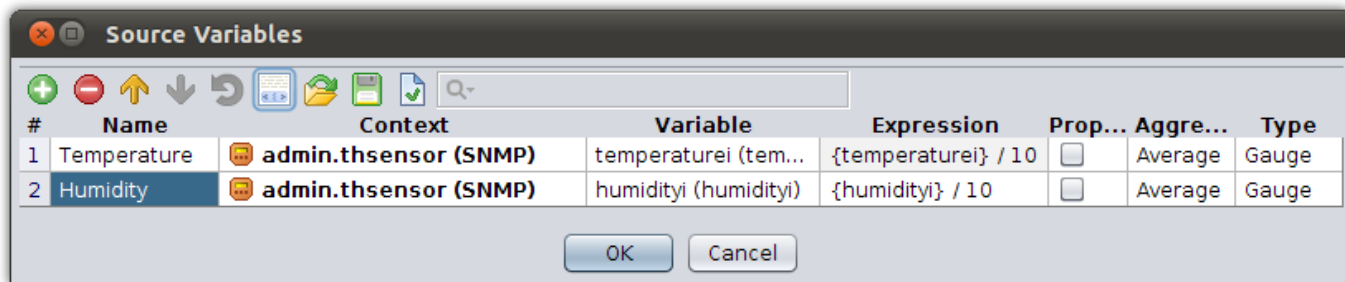 Source Variables
# Name Context Variable Expression Prop... Aggre... Type
1 Temperature admin.thsensor (SNMP) temperaturei (tem... {temperaturei} / 10 Average Gauge
2 Humidity admin.thsensor (SNMP) humidityi (humidityi) {humidityi} / 10 Average Gauge
OK Cancel